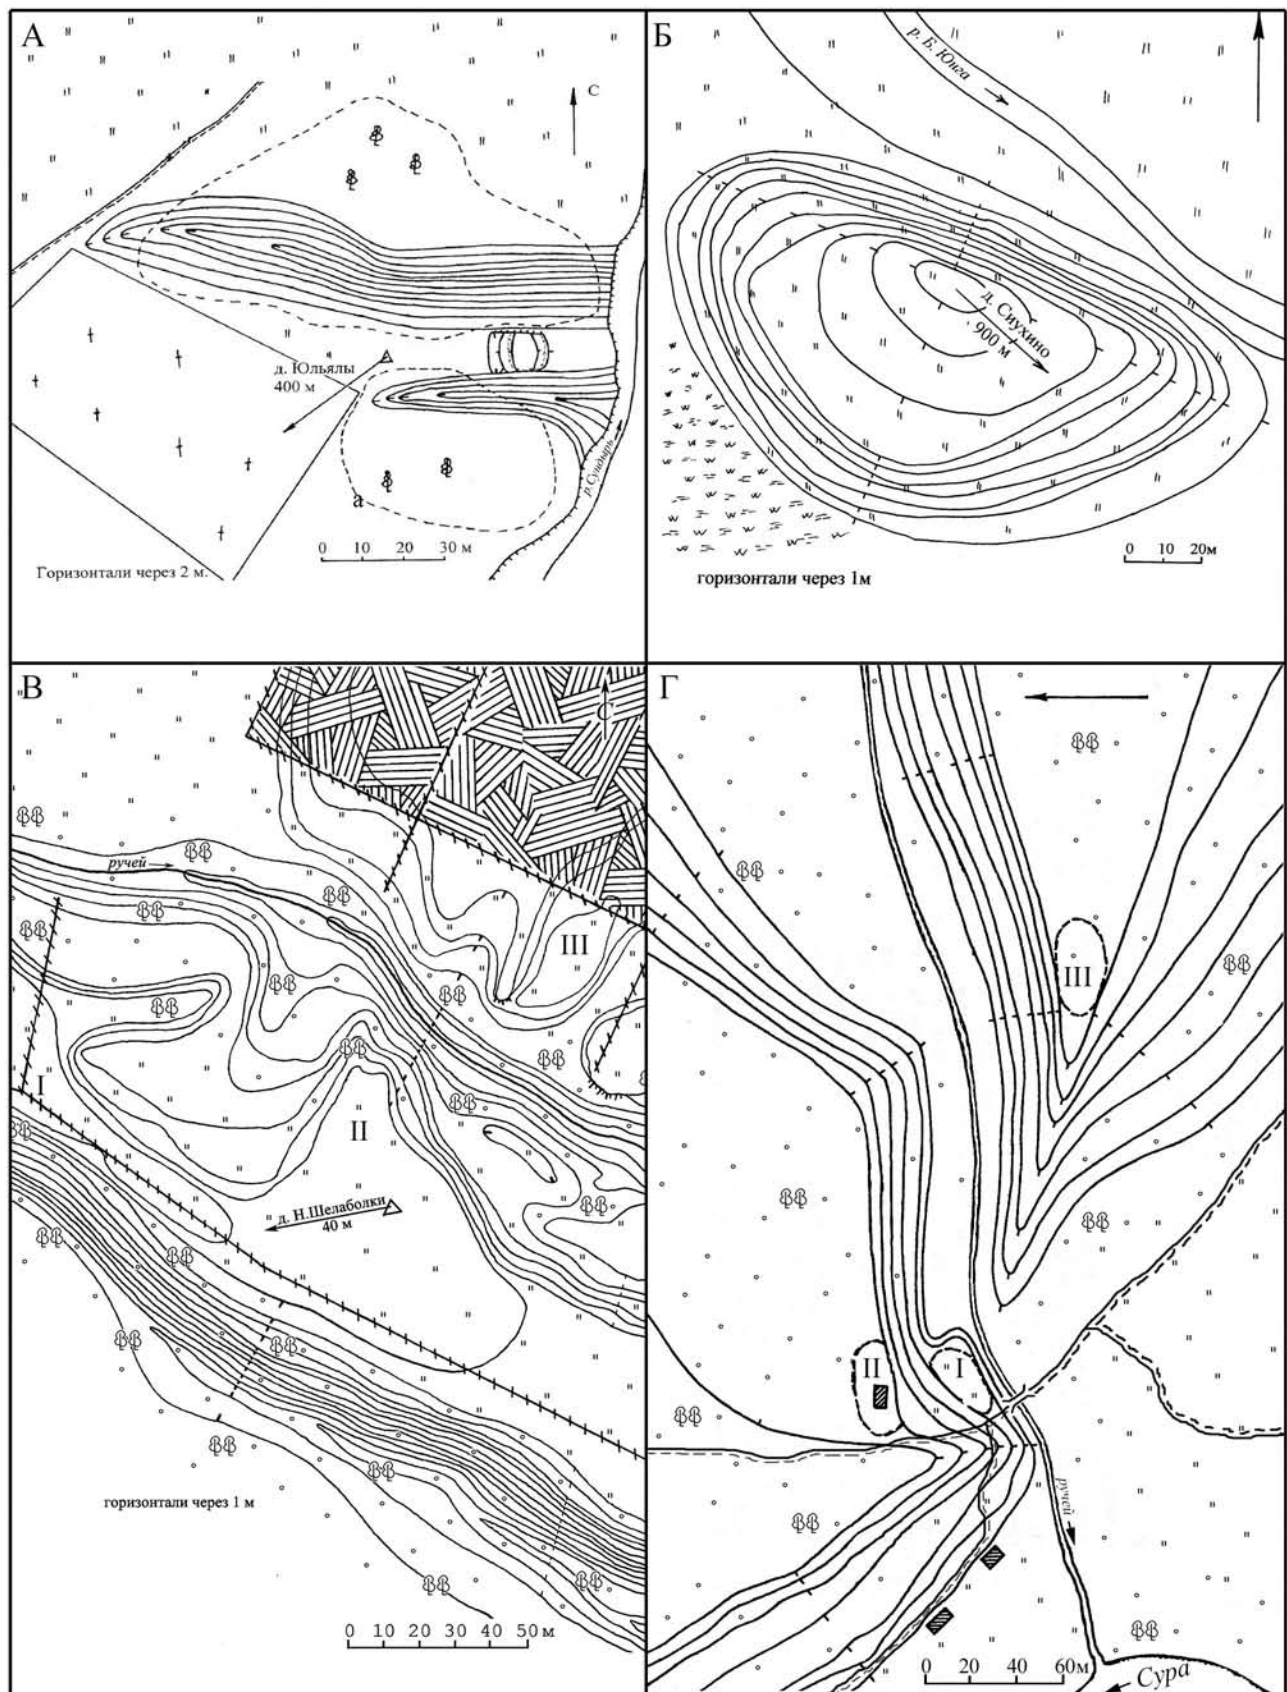 А
С
д. Юльялы
400 м
р. Сундырь
а
0 10 20 30 м
Горизонтали через 2 м.
Б
р. Б. Юнга
д. Сиухино
900 м
0 10 20м
горизонтали через 1м
В
С
ручей
III
I
II
д. Н.Шелаболки
40 м
горизонтали через 1 м
0 10 20 30 40 50 м
Г
III
II
I
ручей
0 20 40 60м
Сура